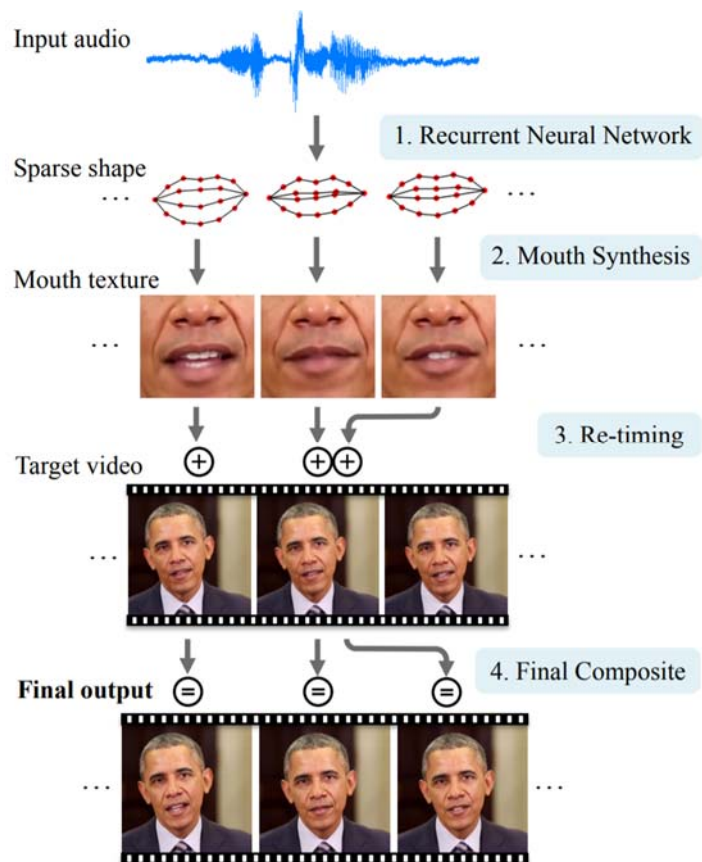 Input audio
1. Recurrent Neural Network
Sparse shape
... ...
2. Mouth Synthesis
Mouth texture
... ...
3. Re-timing
Target video
+ + +
... ...
4. Final Composite
Final output
= = =
... ...